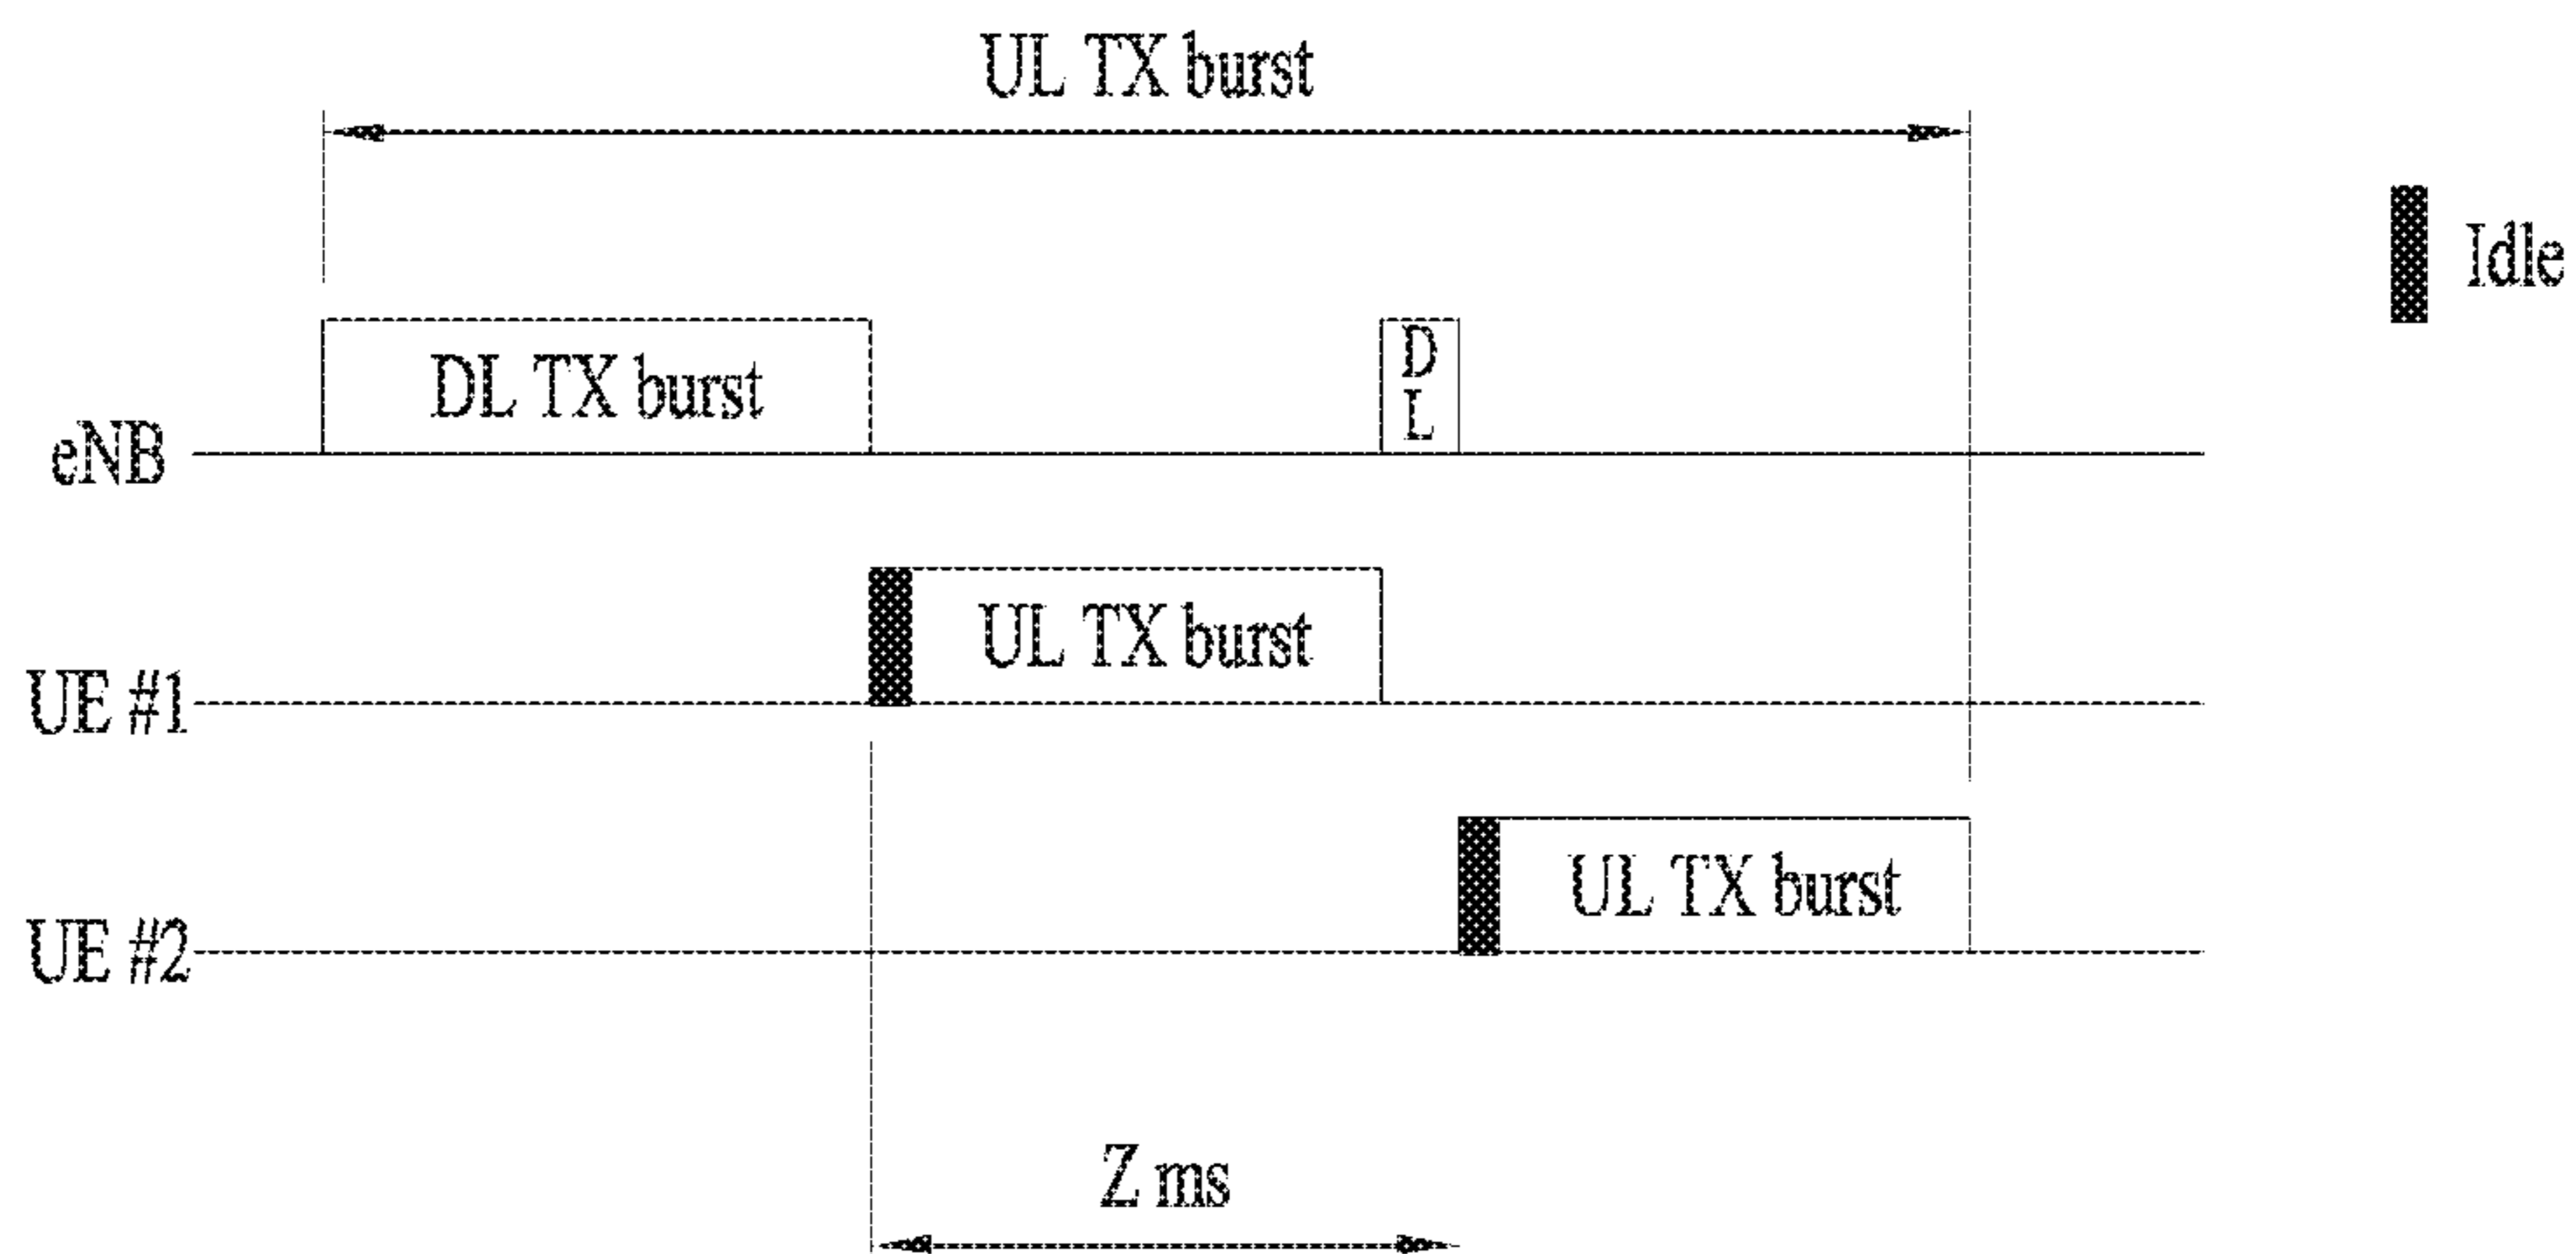 UL TX burst
Idle
DL TX burst
D
L
eNB
UL TX burst
UE #1
UL TX burst
UE #2
Z ms